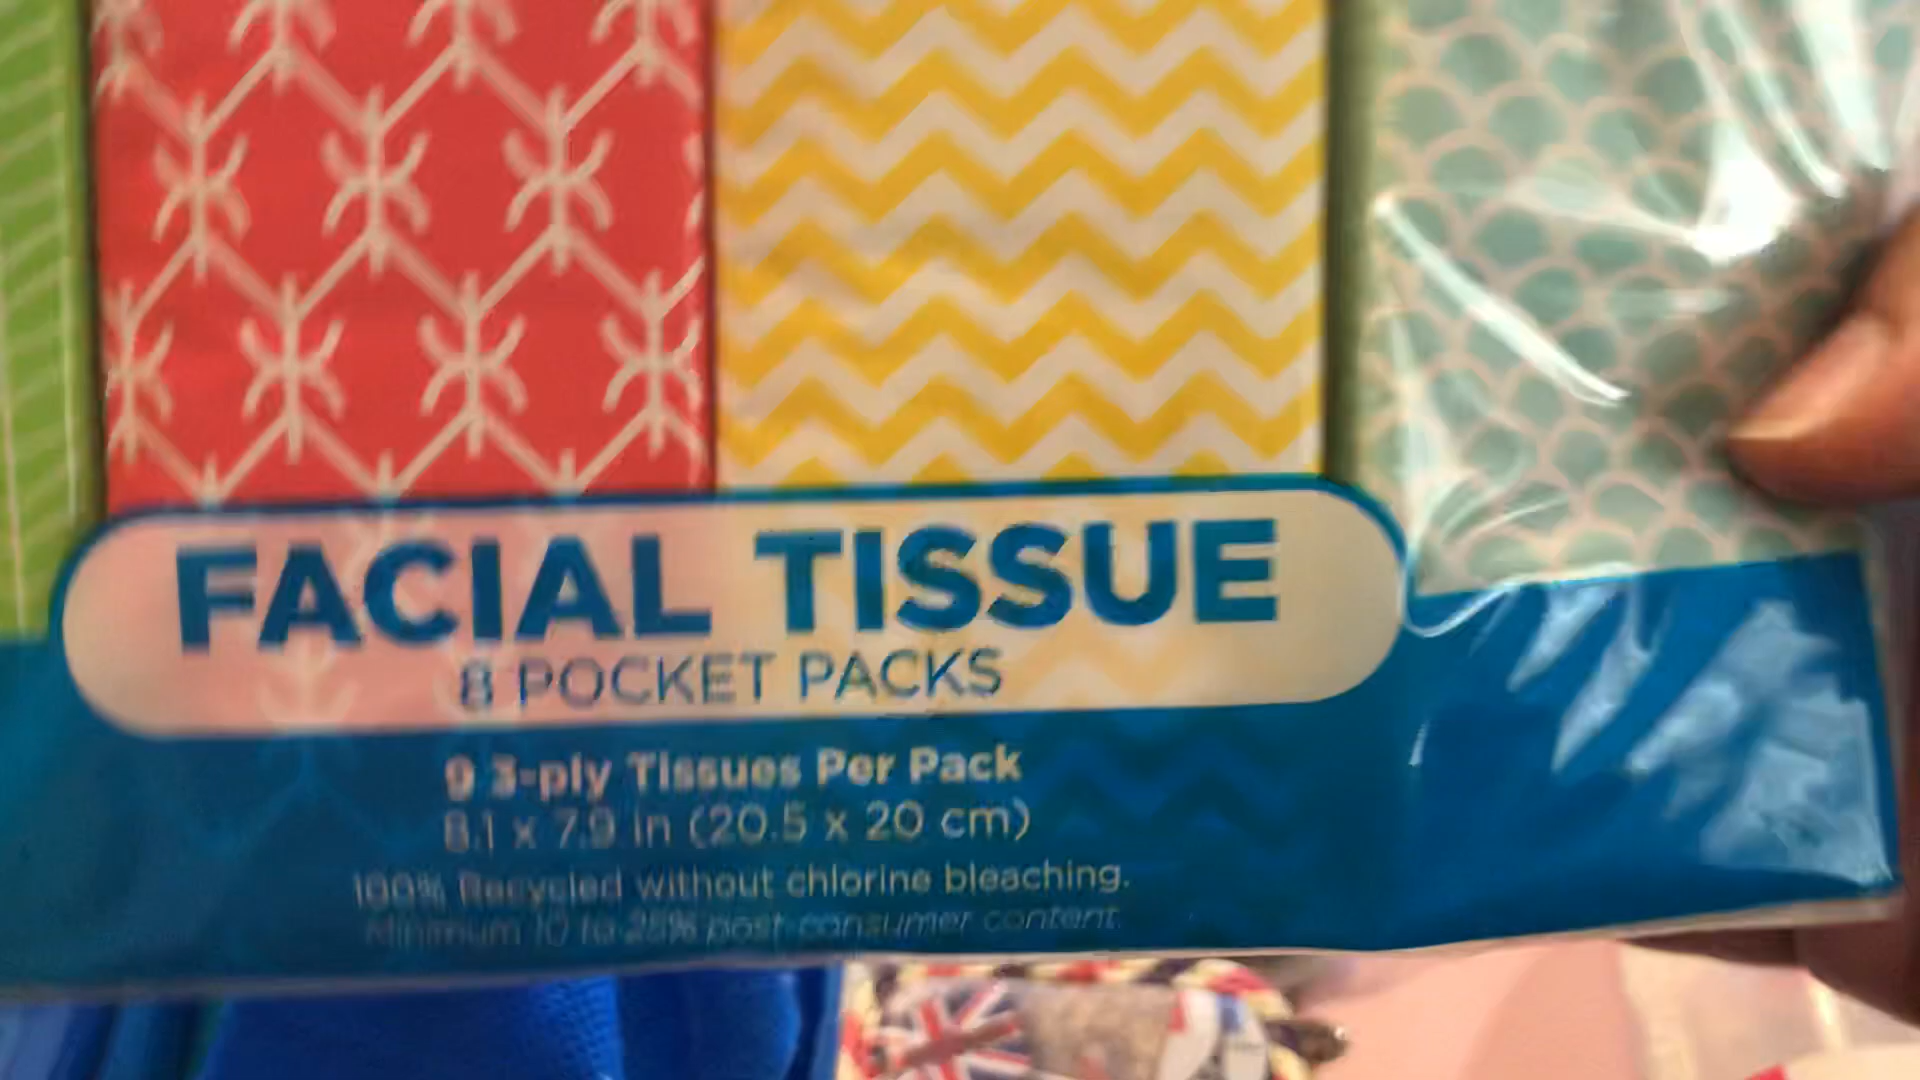 FACIAL TISSUE
8 POCKET PACKS
9 3-ply Tissues Per Pack
8.1 x 7.9 in (20.5 x 20 cm)
100% Recycled without chlorine bleaching.
Minimum 10 to 25% post-consumer content.